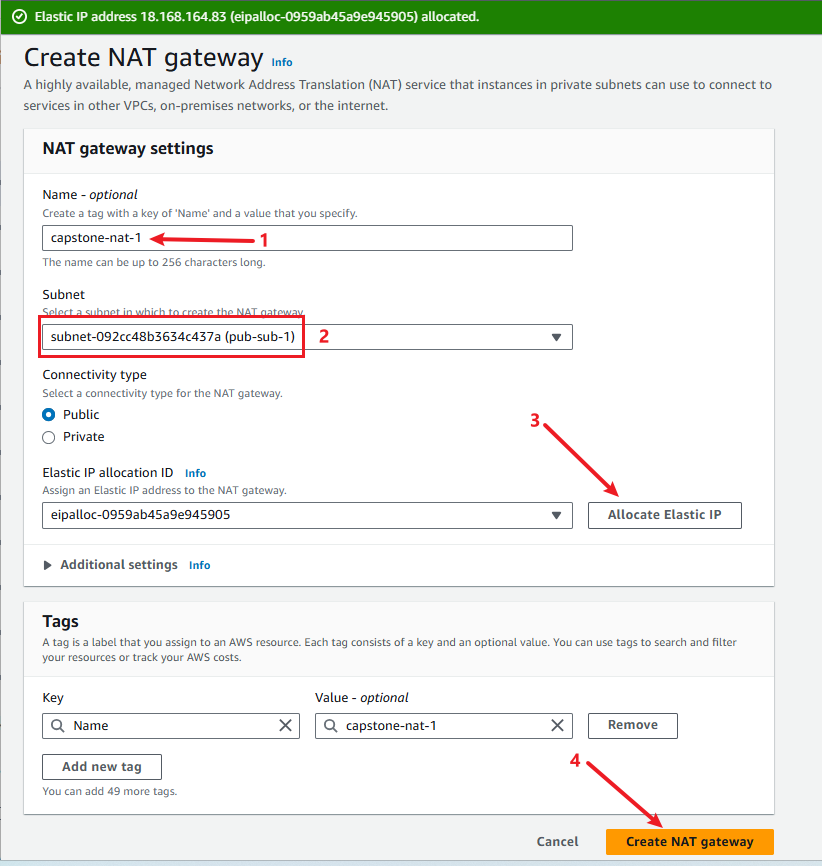 Elastic IP address 18.168.164.83 (eipalloc-0959ab45a9e945905) allocated.
Create NAT gateway Info
A highly available, managed Network Address Translation (NAT) service that instances in private subnets can use to connect to
services in other VPCs, on-premises networks, or the internet.
NAT gateway settings
Name - optional
Create a tag with a key of 'Name' and a value that you specify.
capstone-nat-1 1
The name can be up to 256 characters long.
Subnet
Select a subnet in which to create the NAT gateway.
subnet-092cc48b3634c437a (pub-sub-1) 2
Connectivity type
Select a connectivity type for the NAT gateway.
Public
Private
3
Elastic IP allocation ID Info
Assign an Elastic IP address to the NAT gateway.
eipalloc-0959ab45a9e945905 Allocate Elastic IP
Additional settings Info
Tags
A tag is a label that you assign to an AWS resource. Each tag consists of a key and an optional value. You can use tags to search and filter
your resources or track your AWS costs.
Key Value - optional
Name capstone-nat-1 Remove
Add new tag
4
You can add 49 more tags.
Cancel Create NAT gateway